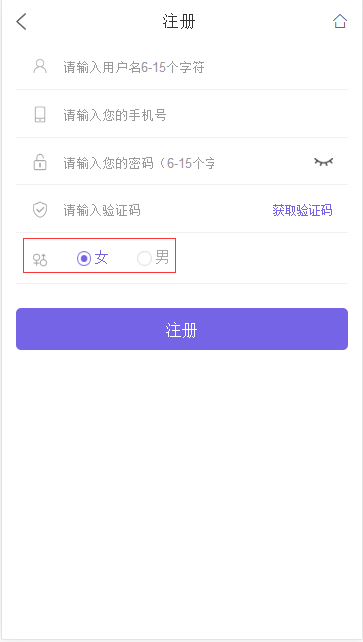 注册
请输入用户名6-15个字符
请输入您的手机号
请输入您的密码（6-15个字
请输入验证码 获取验证码
女 男
注册